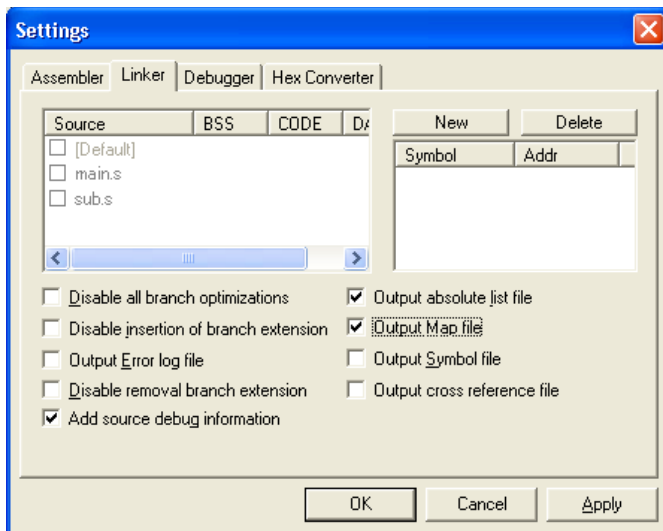 Settings
Assembler Linker Debugger Hex Converter
Source BSS CODE DA
[Default]
main.s
sub.s
New Delete
Symbol Addr
Disable all branch optimizations
Disable insertion of branch extension
Output Error log file
Disable removal branch extension
Add source debug information
Output absolute list file
Output Map file
Output Symbol file
Output cross reference file
OK Cancel Apply